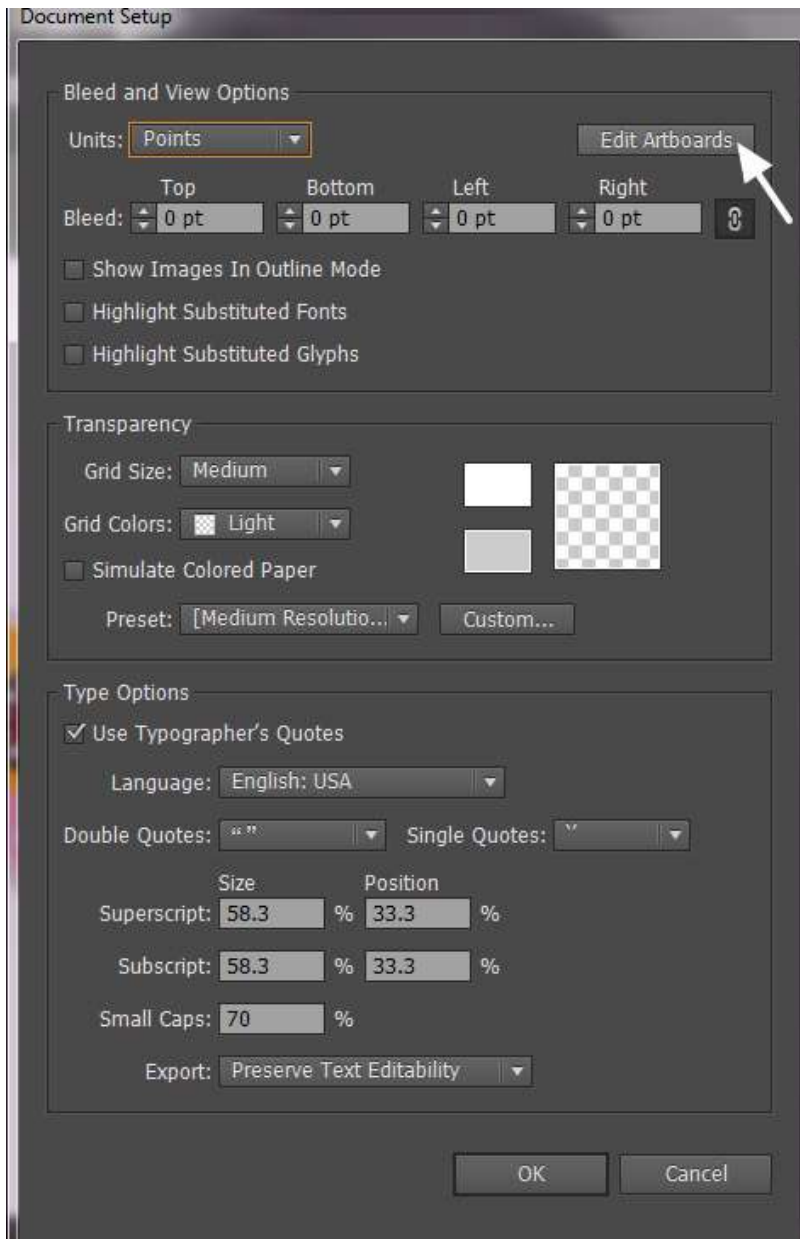 Document Setup
Bleed and View Options
Units: Points Edit Artboards
Top Bottom Left Right
Bleed: 0 pt 0 pt 0 pt 0 pt
Show Images In Outline Mode
Highlight Substituted Fonts
Highlight Substituted Glyphs
Transparency
Grid Size: Medium
Grid Colors: Light
Simulate Colored Paper
Preset: [Medium Resolutio... Custom...
Type Options
Use Typographer's Quotes
Language: English: USA
Double Quotes: “ ” Single Quotes: ‘’
Size Position
Superscript: 58.3 % 33.3 %
Subscript: 58.3 % 33.3 %
Small Caps: 70 %
Export: Preserve Text Editability
OK Cancel